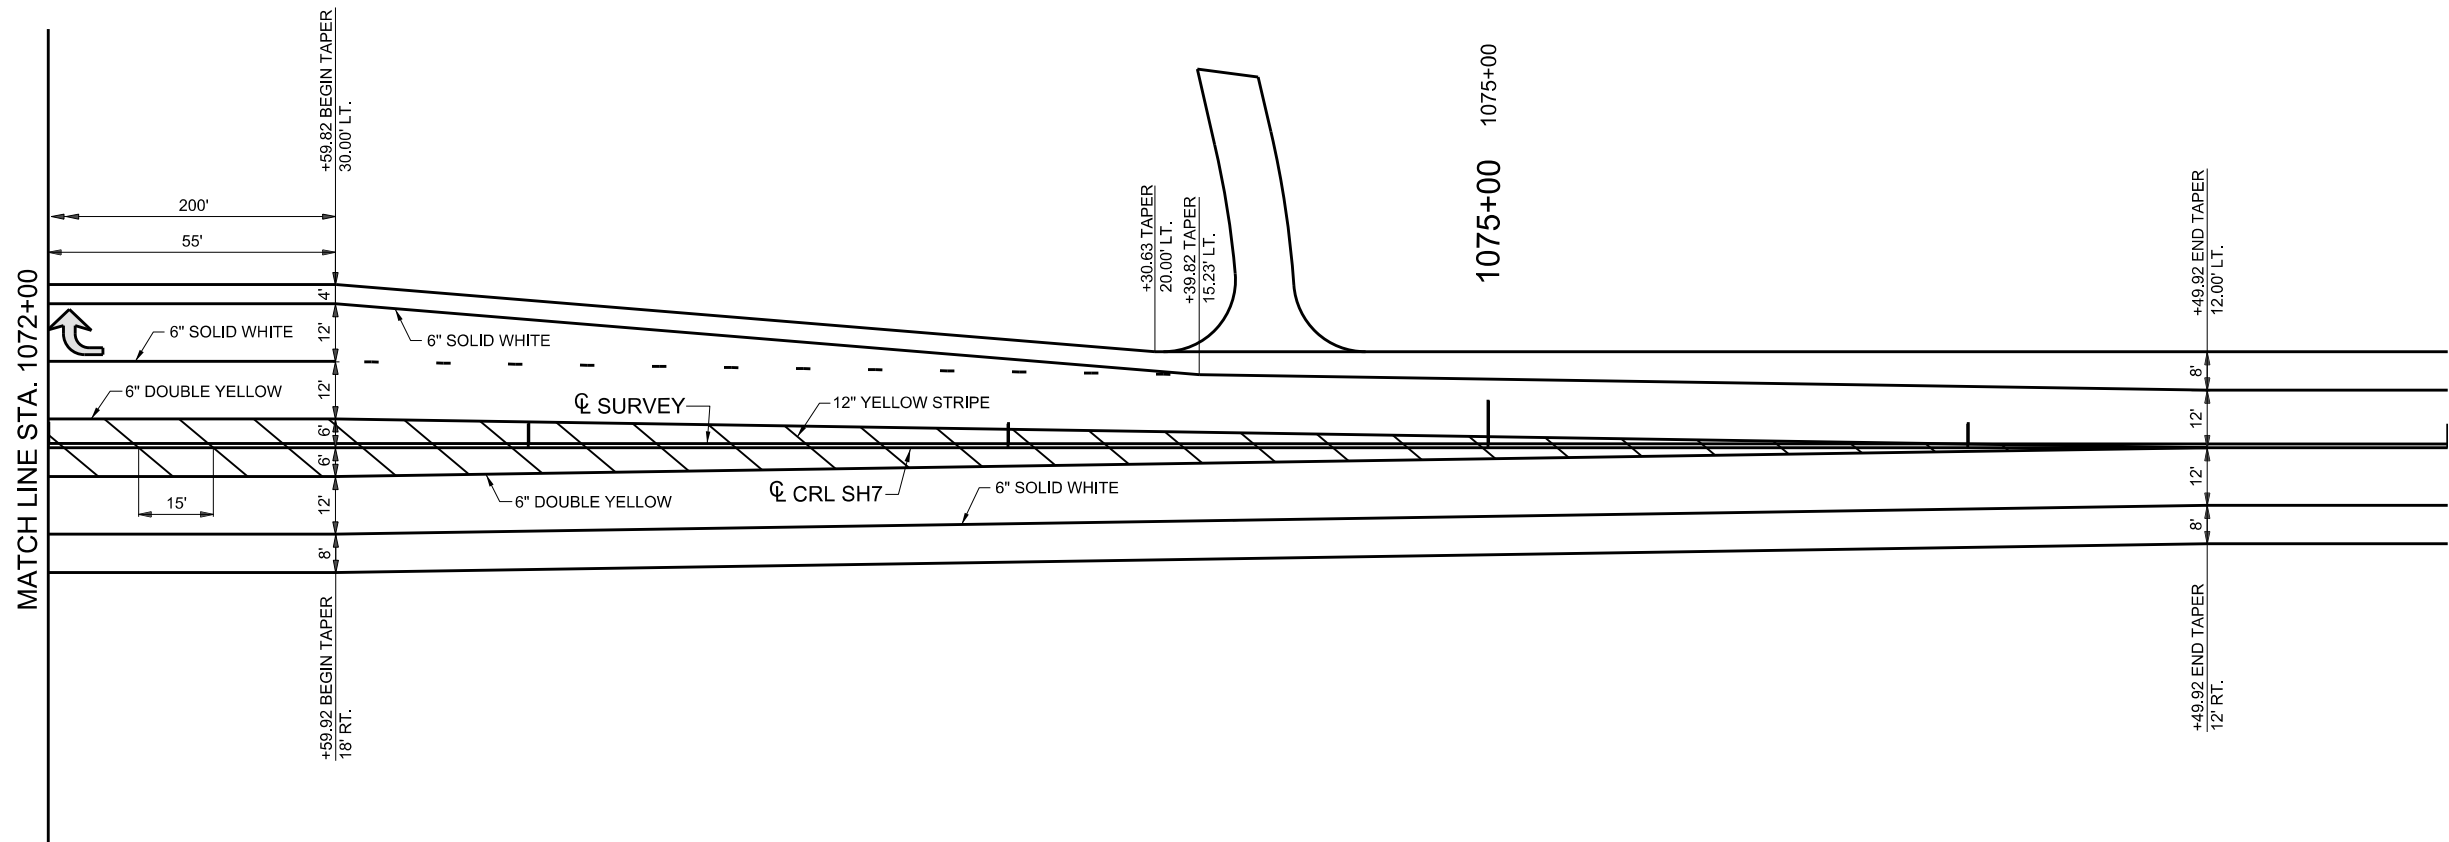 MATCH LINE STA. 1072+00
+59.82 BEGIN TAPER
30.00' LT.
200'
55'
4'
12'
12'
6'
6'
12'
8'
6" SOLID WHITE
6" SOLID WHITE
6" DOUBLE YELLOW
℄ SURVEY
12" YELLOW STRIPE
15'
6" DOUBLE YELLOW
℄ CRL SH7
6" SOLID WHITE
+59.92 BEGIN TAPER
18' RT.
+30.63 TAPER
20.00' LT.
+39.82 TAPER
15.23' LT.
1075+00
1075+00
+49.92 END TAPER
12.00' LT.
8'
12'
12'
8'
+49.92 END TAPER
12' RT.